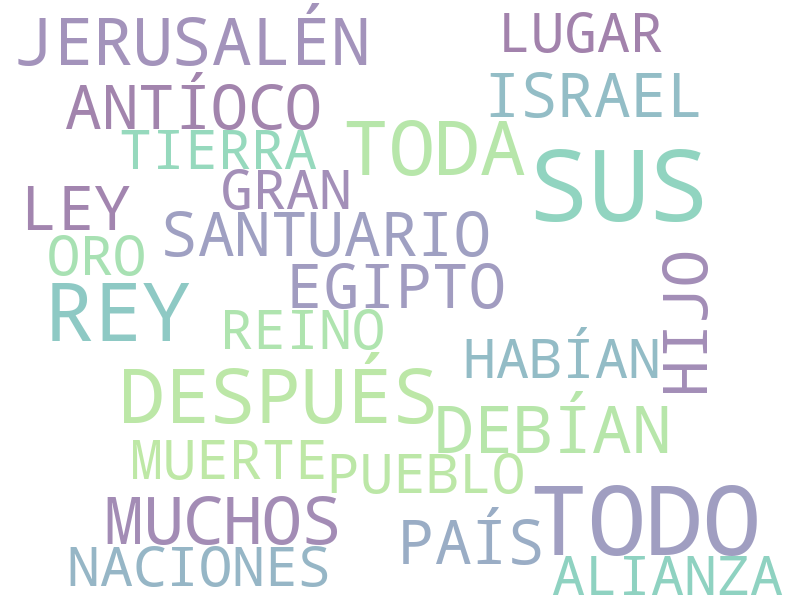 JERUSALÉN
LUGAR
ANTÍOCO
ISRAEL
TIERRA
TODA
SUS
GRAN
LEY
SANTUARIO
ORO
EGIPTO
HIJO
REY
REINO
HABÍAN
DESPUÉS
DEBÍAN
MUERTE
PUEBLO
MUCHOS
TODO
PAÍS
NACIONES
ALIANZA